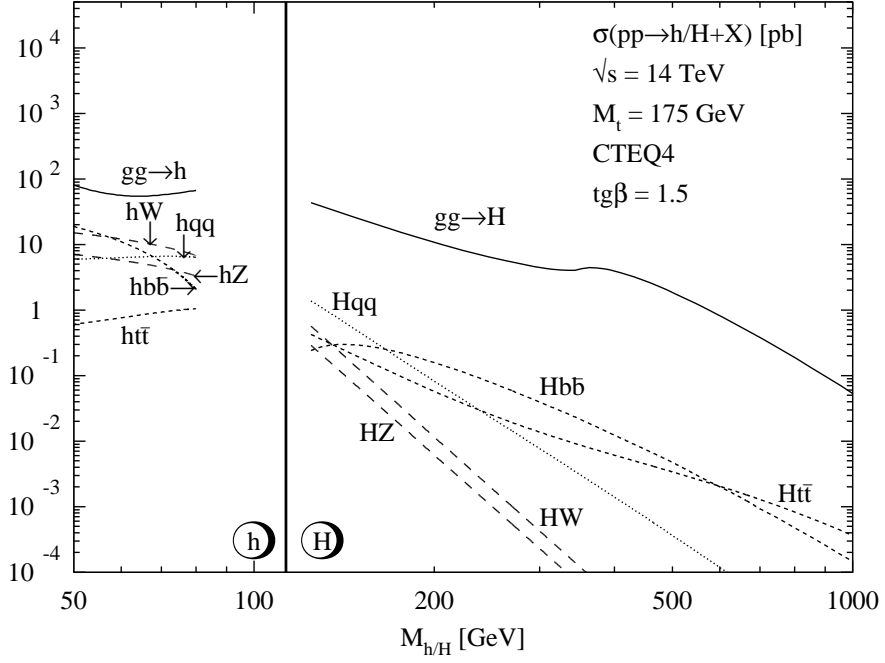 σ(pp→h/H+X) [pb]
√s = 14 TeV
M_t = 175 GeV
CTEQ4
tgβ = 1.5
gg→h
hW
hqq
hZ
hbb̄
htt̄
gg→H
Hqq
Hbb̄
HZ
Htt̄
HW
h
H
10^4
10^3
10^2
10
1
10^-1
10^-2
10^-3
10^-4
50
100
200
500
1000
M_h/H [GeV]